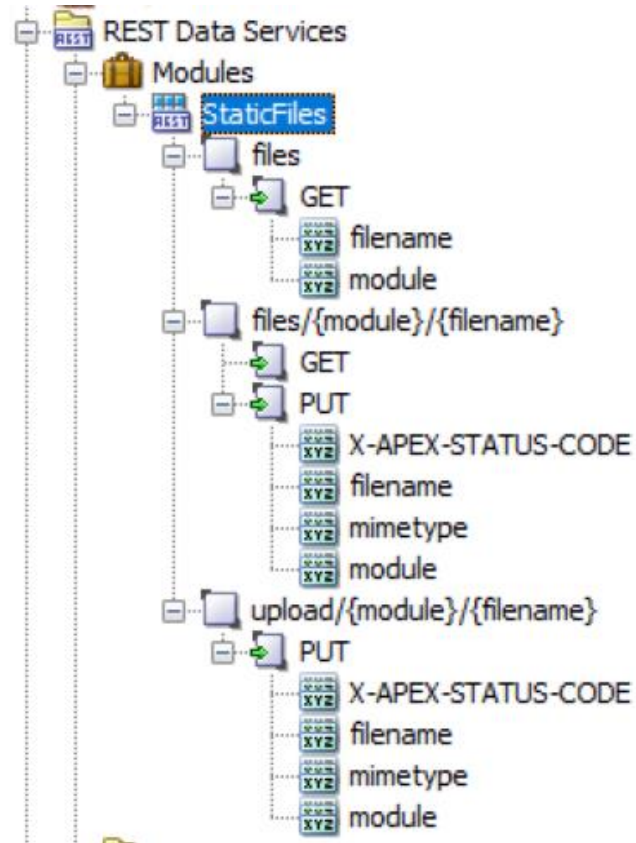 REST Data Services
Modules
StaticFiles
files
GET
filename
module
files/{module}/{filename}
GET
PUT
X-APEX-STATUS-CODE
filename
mimetype
module
upload/{module}/{filename}
PUT
X-APEX-STATUS-CODE
filename
mimetype
module